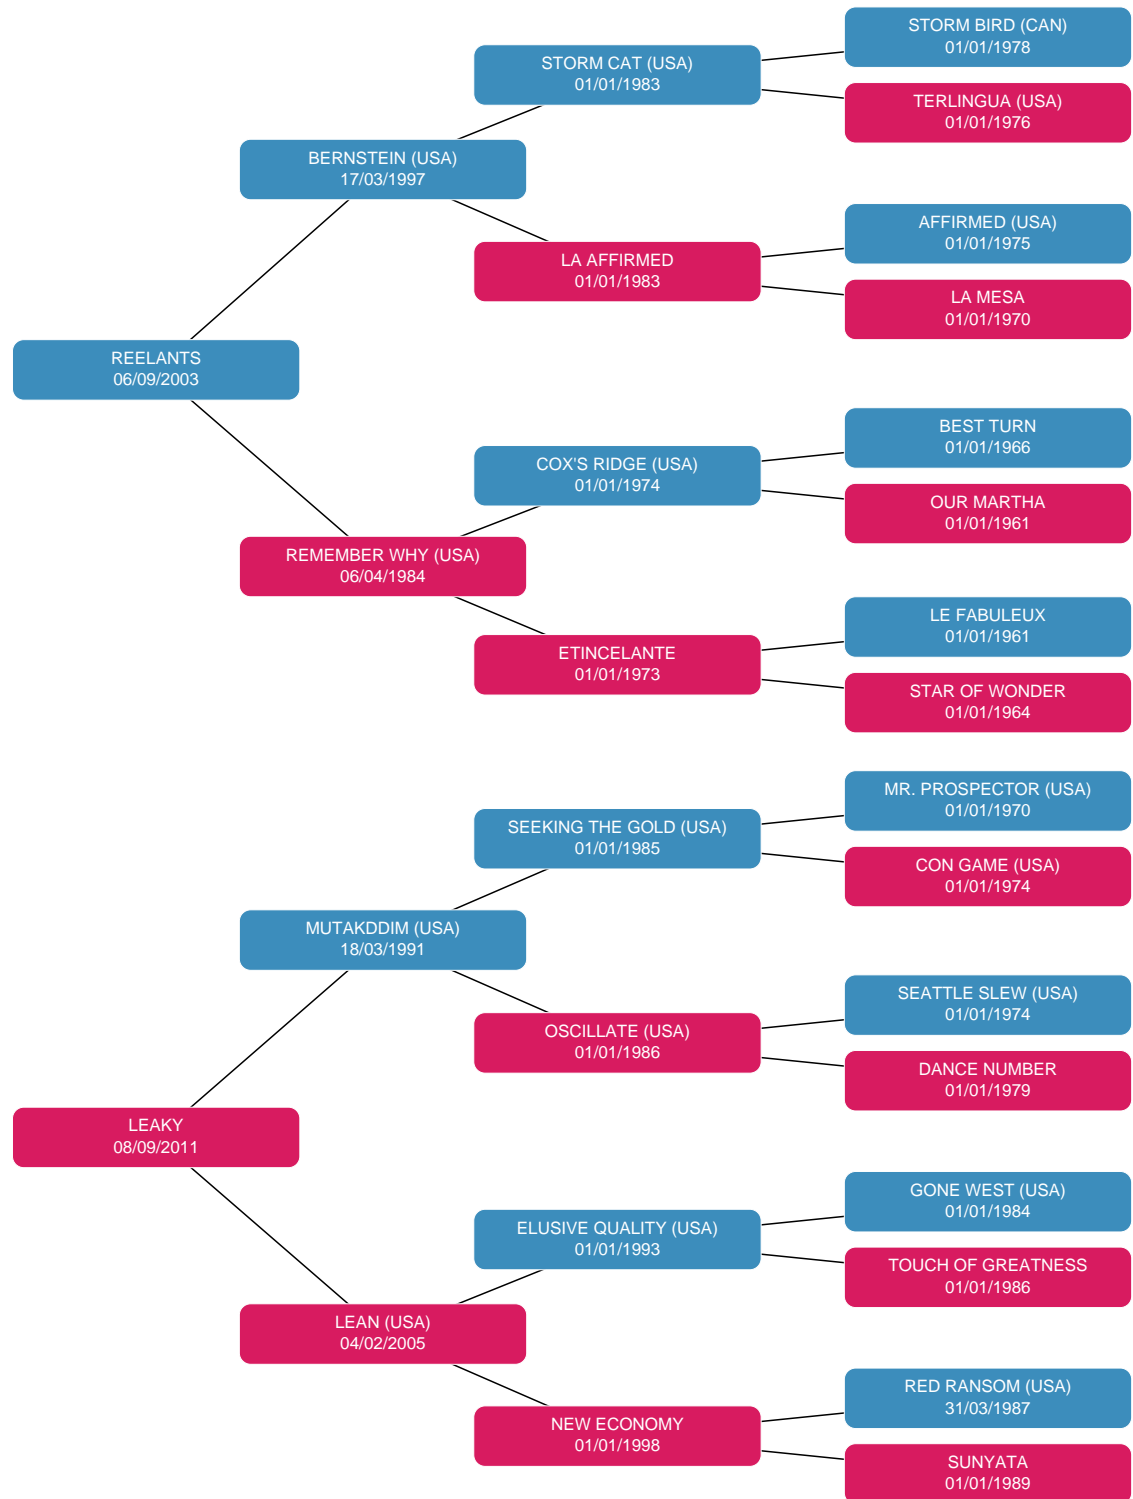 STORM BIRD (CAN)
01/01/1978
STORM CAT (USA)
01/01/1983
TERLINGUA (USA)
01/01/1976
BERNSTEIN (USA)
17/03/1997
AFFIRMED (USA)
01/01/1975
LA AFFIRMED
01/01/1983
LA MESA
01/01/1970
REELANTS
06/09/2003
BEST TURN
01/01/1966
COX'S RIDGE (USA)
01/01/1974
OUR MARTHA
01/01/1961
REMEMBER WHY (USA)
06/04/1984
LE FABULEUX
01/01/1961
ETINCELANTE
01/01/1973
STAR OF WONDER
01/01/1964
MR. PROSPECTOR (USA)
01/01/1970
SEEKING THE GOLD (USA)
01/01/1985
CON GAME (USA)
01/01/1974
MUTAKDDIM (USA)
18/03/1991
SEATTLE SLEW (USA)
01/01/1974
OSCILLATE (USA)
01/01/1986
DANCE NUMBER
01/01/1979
LEAKY
08/09/2011
GONE WEST (USA)
01/01/1984
ELUSIVE QUALITY (USA)
01/01/1993
TOUCH OF GREATNESS
01/01/1986
LEAN (USA)
04/02/2005
RED RANSOM (USA)
31/03/1987
NEW ECONOMY
01/01/1998
SUNYATA
01/01/1989